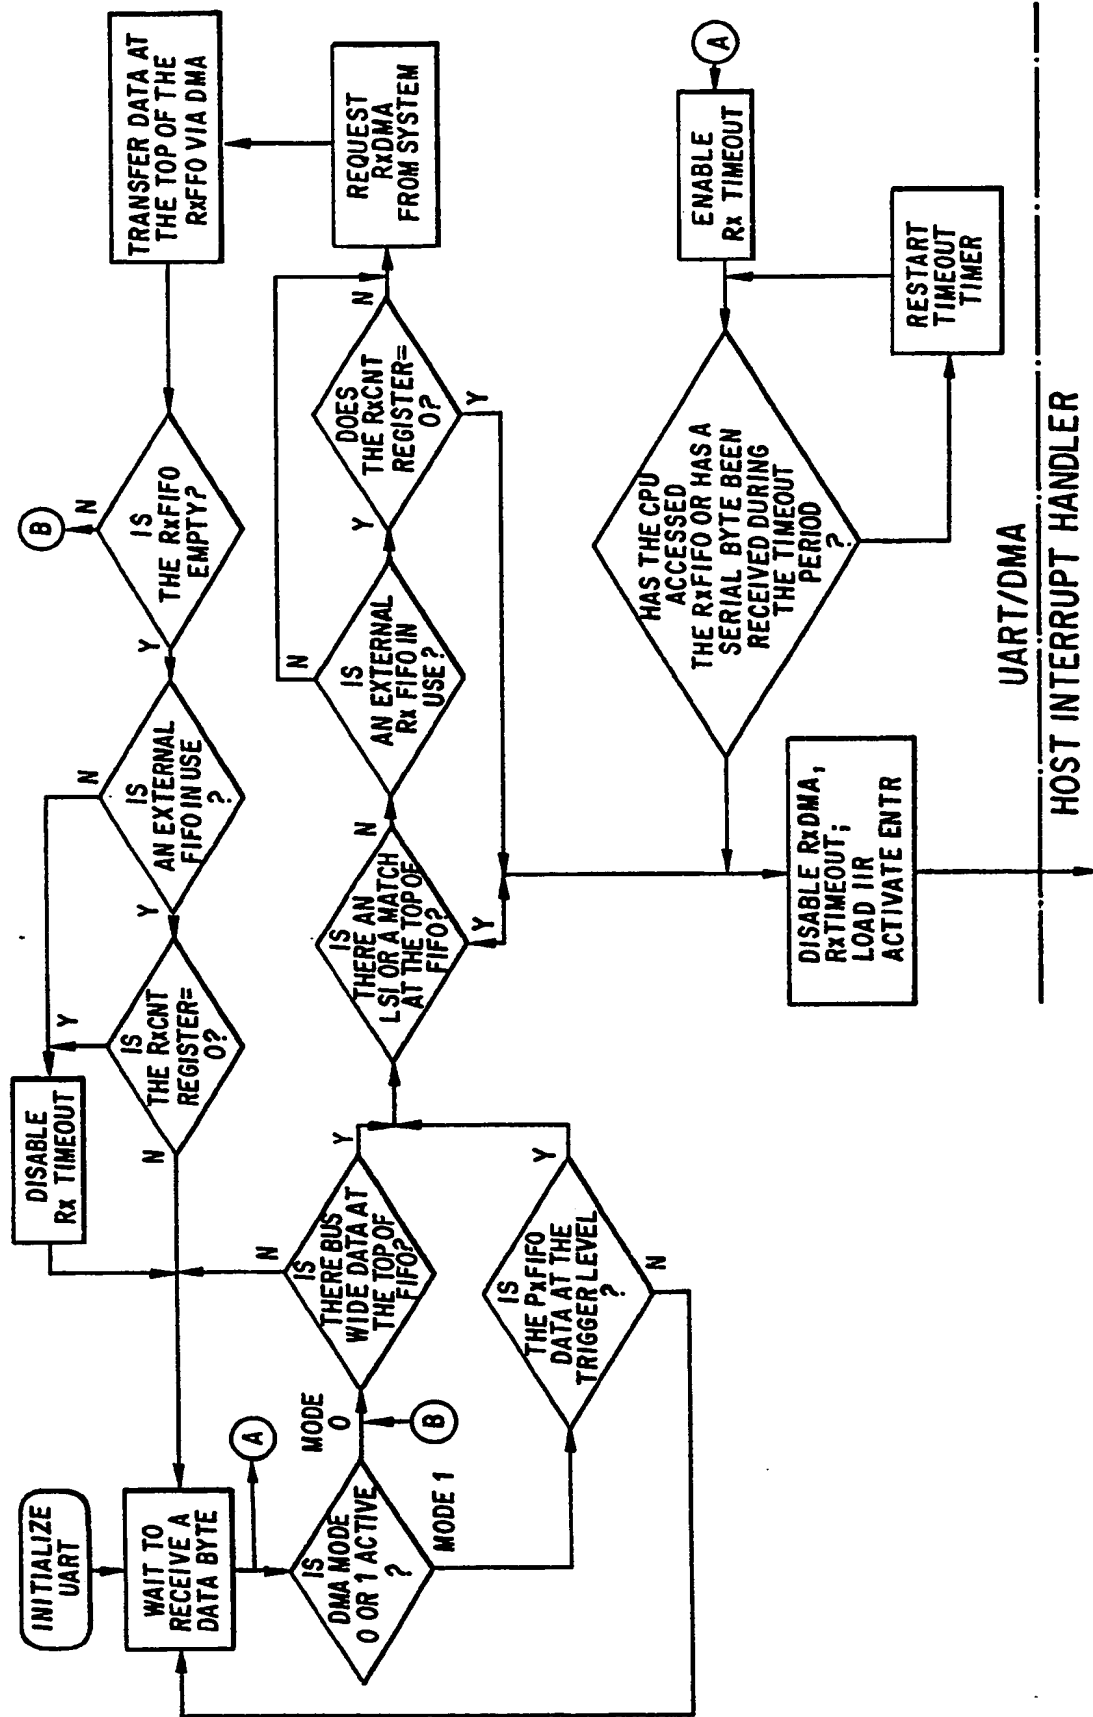 INITIALIZE
UART
WAIT TO
RECEIVE A
DATA BYTE
A
IS
DMA MODE
0 OR 1 ACTIVE
?
MODE
0
MODE 1
B
IS
THERE BUS
WIDE DATA AT
THE TOP OF
FIFO?
N
Y
IS
THE PxFIFO
DATA AT THE
TRIGGER LEVEL
?
Y
N
DISABLE
Rx TIMEOUT
IS
THE RxCNT
REGISTER=
0?
N
Y
IS
AN EXTERNAL
FIFO IN USE
?
Y
N
IS
THE RxFIFO
EMPTY?
Y
N
B
TRANSFER DATA AT
THE TOP OF THE
RxFFO VIA DMA
IS
THERE AN
LSI OR A MATCH
AT THE TOP OF
FIFO?
N
Y
IS
AN EXTERNAL
Rx FIFO IN
USE?
N
Y
DOES
THE RxCNT
REGISTER=
0?
N
Y
REQUEST
RxDMA
FROM SYSTEM
A
ENABLE
Rx TIMEOUT
HAS THE CPU
ACCESSED
THE RxFIFO OR HAS A
SERIAL BYTE BEEN
RECEIVED DURING
THE TIMEOUT
PERIOD
?
RESTART
TIMEOUT
TIMER
DISABLE RxDMA,
RxTIMEOUT;
LOAD IIR
ACTIVATE ENTR
UART/DMA
HOST INTERRUPT HANDLER